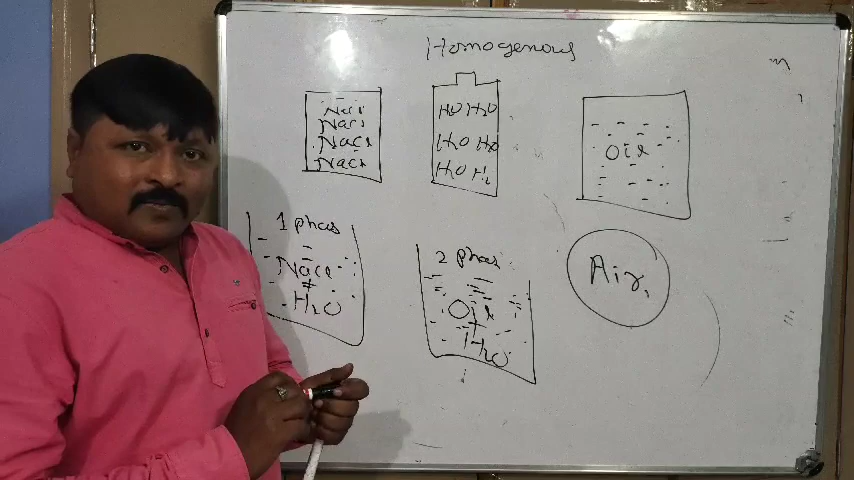 Homogenous
NaCl
NaCl
NaCl
NaCl
H2O H2O
H2O H2O
H2O H2
Oil
1 phas
NaCl
+
H2O
2 phas
Oil
+
H2O
Air,